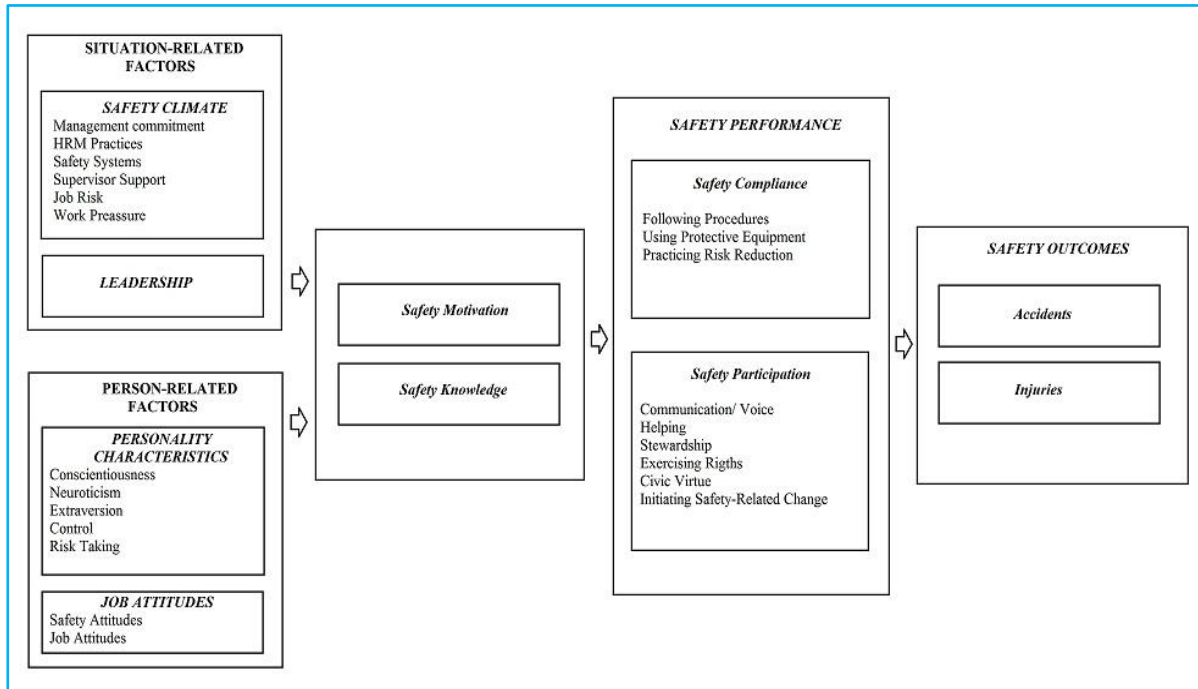 SITUATION-RELATED
FACTORS
SAFETY CLIMATE
Management commitment
HRM Practices
Safety Systems
Supervisor Support
Job Risk
Work Preassure
LEADERSHIP
PERSON-RELATED
FACTORS
PERSONALITY
CHARACTERISTICS
Conscientiousness
Neuroticism
Extraversion
Control
Risk Taking
JOB ATTITUDES
Safety Attitudes
Job Attitudes
Safety Motivation
Safety Knowledge
SAFETY PERFORMANCE
Safety Compliance
Following Procedures
Using Protective Equipment
Practicing Risk Reduction
Safety Participation
Communication/ Voice
Helping
Stewardship
Exercising Rigths
Civic Virtue
Initiating Safety-Related Change
SAFETY OUTCOMES
Accidents
Injuries